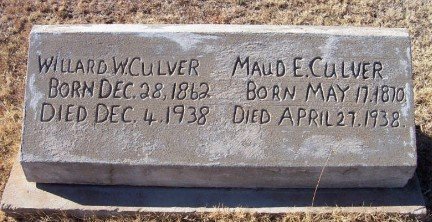 WILLARD W. CULVER
BORN DEC. 28, 1862
DIED DEC. 4, 1938
MAUD E. CULVER
BORN MAY 17, 1870
DIED APRIL 27, 1938.